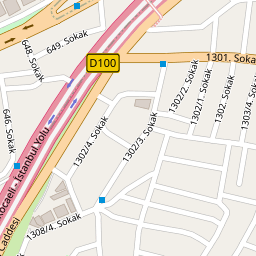 649. Sokak
648. Sokak
D100
1301. Soka
646. Sokak
1302/2. Sokak
1302/1. Sokak
1302. Sokak
1303/4. Sokak
1302/4. Sokak
1302/3. Sokak
Kocaeli - İstanbul Yolu
1308/4. Sokak
Caddesi